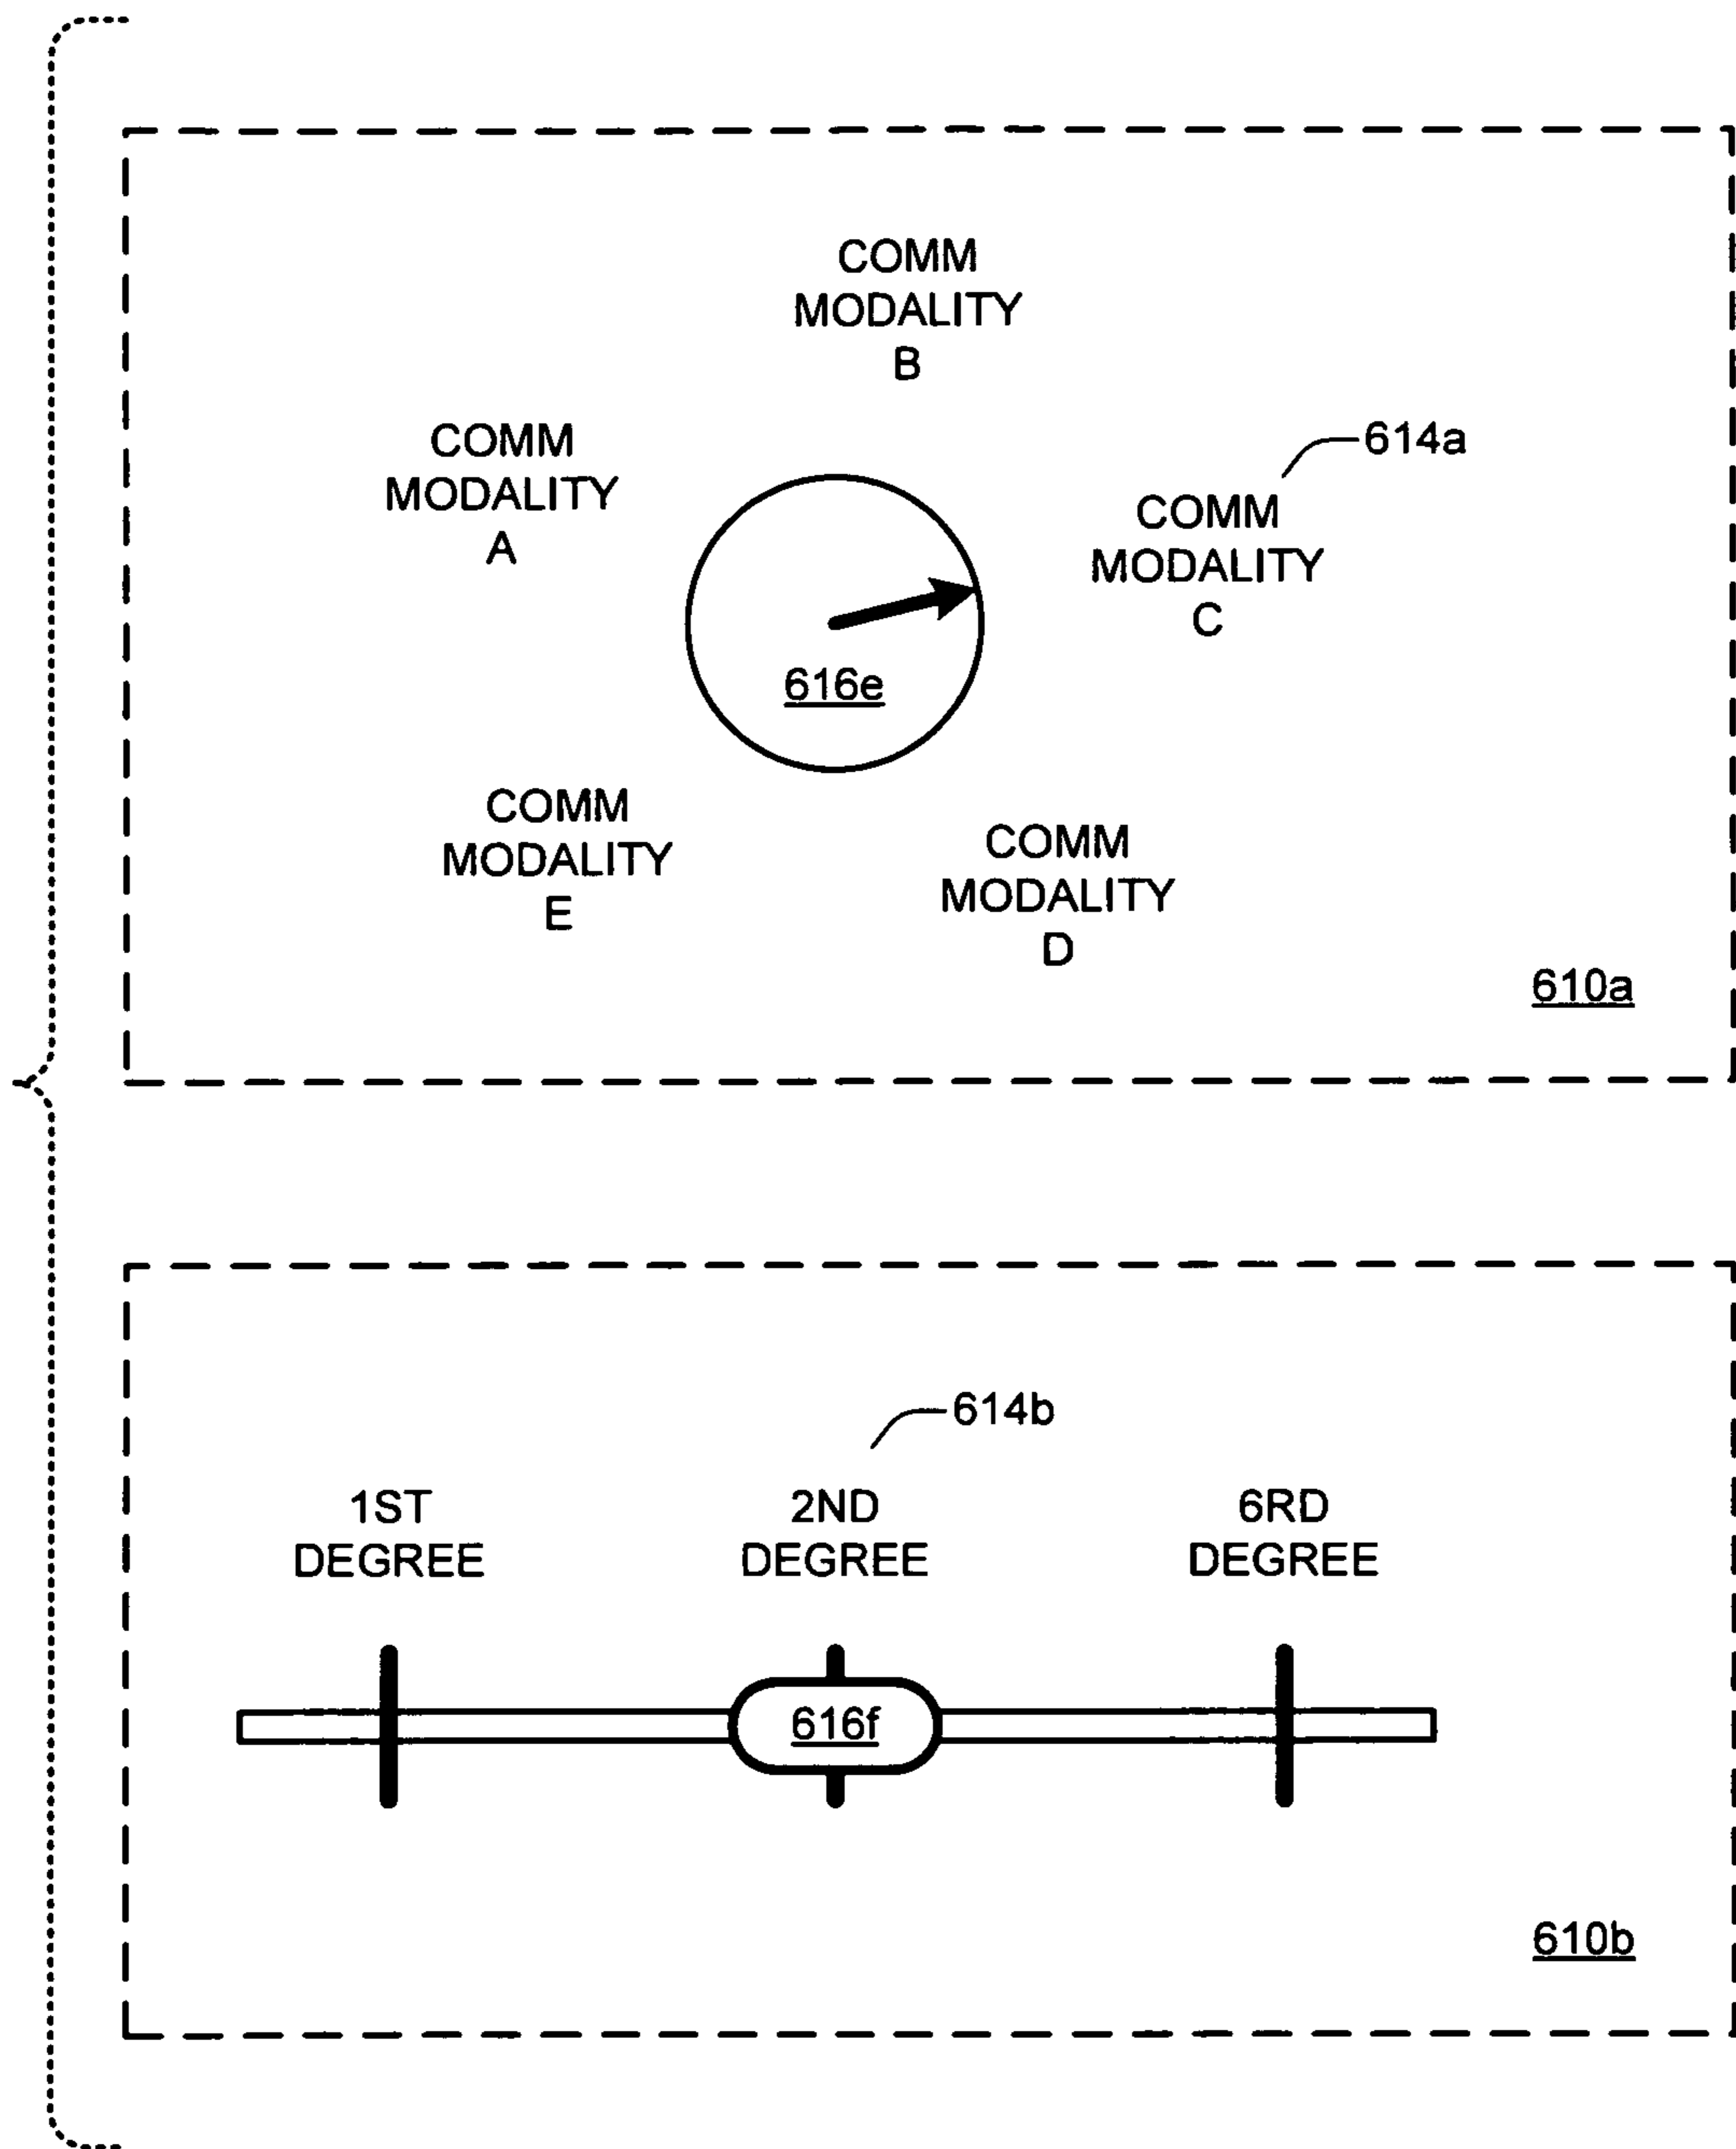 COMM
MODALITY
B
COMM
MODALITY
A
614a
COMM
MODALITY
C
616e
COMM
MODALITY
E
COMM
MODALITY
D
610a
614b
1ST
DEGREE
2ND
DEGREE
6RD
DEGREE
616f
610b